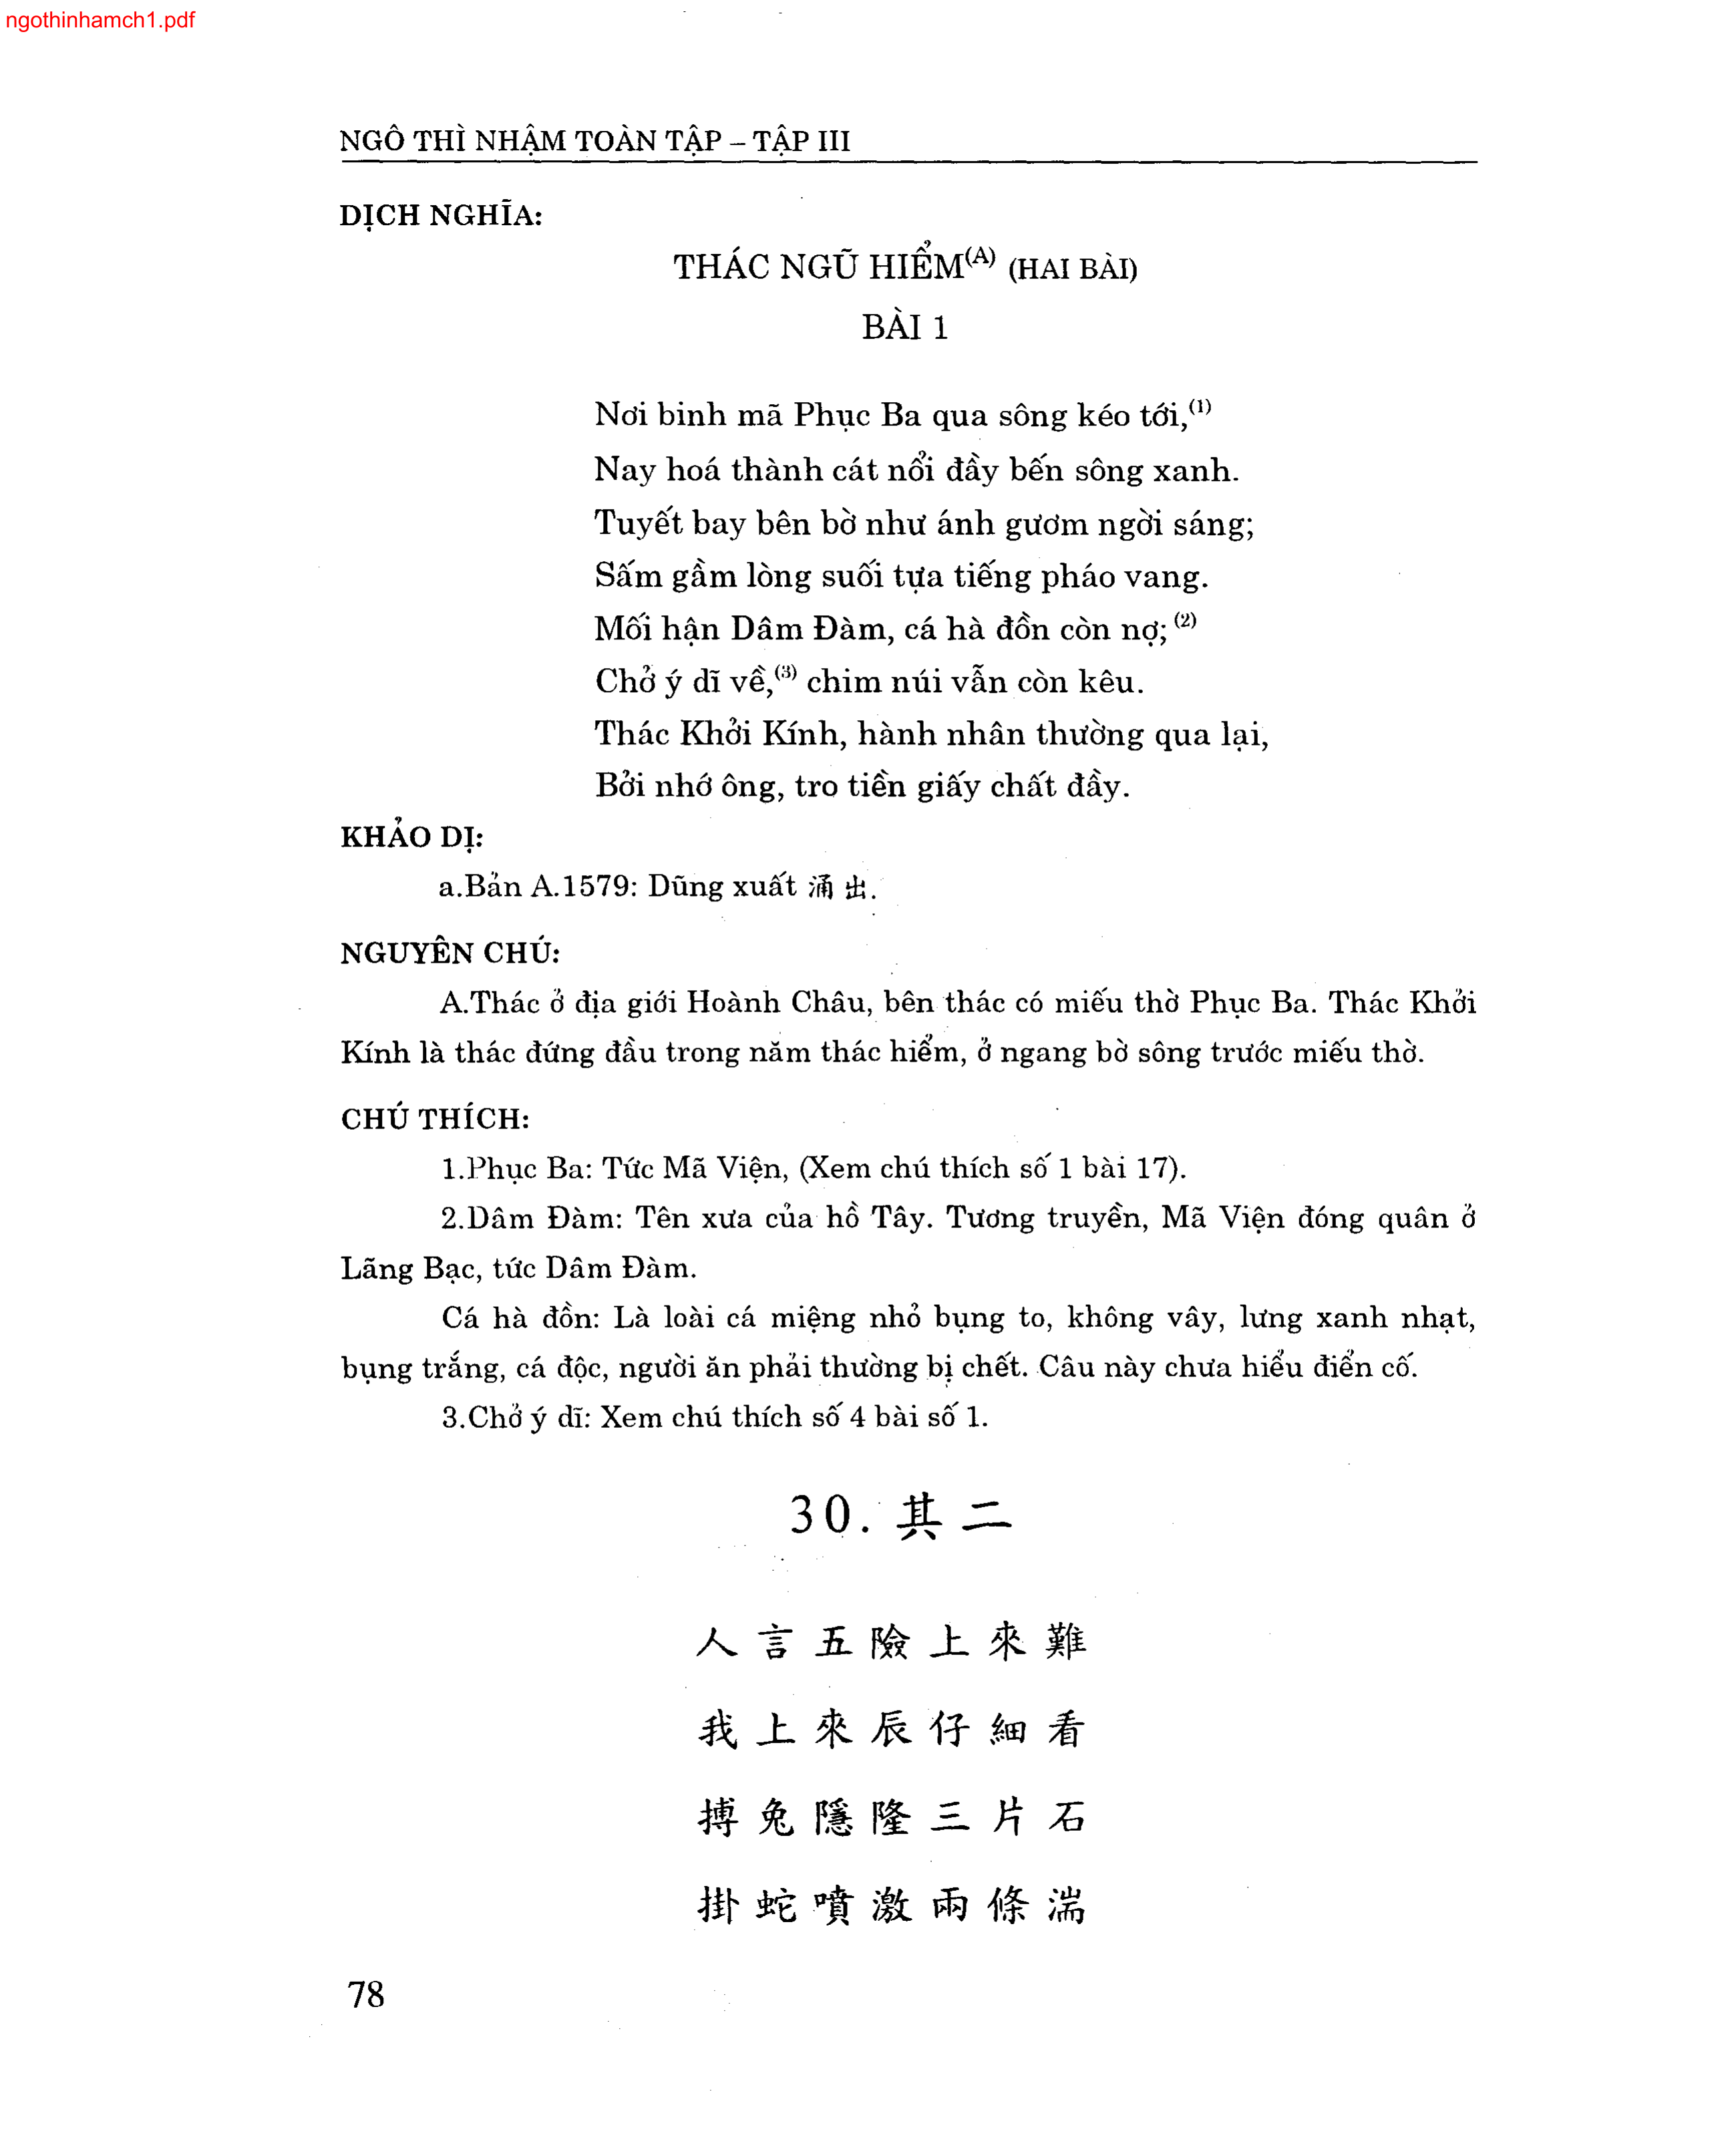 ngothinhamch1.pdf
NGÔ THÌ NHẬM TOÀN TẬP – TẬP III
DỊCH NGHĨA:
THÁC NGŨ HIỂM(A) (HAI BÀI)
BÀI 1
Nơi binh mã Phục Ba qua sông kéo tới,(1)
Nay hoá thành cát nổi đầy bến sông xanh.
Tuyết bay bên bờ như ánh gươm ngời sáng;
Sấm gầm lòng suối tựa tiếng pháo vang.
Mối hận Dâm Đàm, cá hà đồn còn nợ; (2)
Chở ý dĩ về,(3) chim núi vẫn còn kêu.
Thác Khởi Kính, hành nhân thường qua lại,
Bởi nhớ ông, tro tiền giấy chất đầy.
KHẢO DỊ:
a.Bản A.1579: Dũng xuất 涌 出.
NGUYÊN CHÚ:
A.Thác ở địa giới Hoành Châu, bên thác có miếu thờ Phục Ba. Thác Khởi
Kính là thác đứng đầu trong năm thác hiểm, ở ngang bờ sông trước miếu thờ.
CHÚ THÍCH:
1.Phục Ba: Tức Mã Viện, (Xem chú thích số 1 bài 17).
2.Dâm Đàm: Tên xưa của hồ Tây. Tương truyền, Mã Viện đóng quân ở
Lãng Bạc, tức Dâm Đàm.
Cá hà đồn: Là loài cá miệng nhỏ bụng to, không vây, lưng xanh nhạt,
bụng trắng, cá độc, người ăn phải thường bị chết. Câu này chưa hiểu điển cố.
3.Chở ý dĩ: Xem chú thích số 4 bài số 1.
30. 其 二
人 言 五 險 上 來 難
我 上 來 辰 仔 細 看
搏 兔 隱 隆 三 片 石
掛 蛇 噴 激 兩 條 湍
78